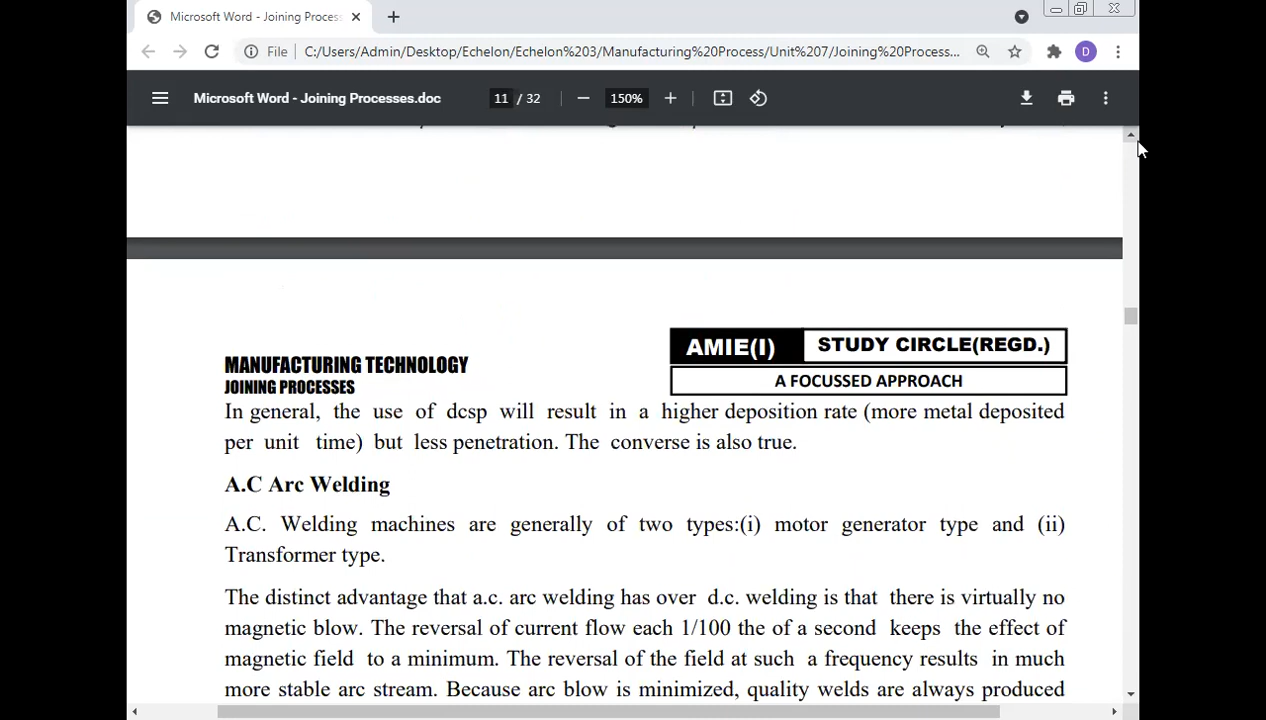 Microsoft Word - Joining Process
File C:/Users/Admin/Desktop/Echelon/Echelon%203/Manufacturing%20Process/Unit%207/Joining%20Process...
D
Microsoft Word - Joining Processes.doc
11 / 32
150%
MANUFACTURING TECHNOLOGY
JOINING PROCESSES
AMIE(I) STUDY CIRCLE(REGD.)
A FOCUSSED APPROACH
In general, the use of dcsp will result in a higher deposition rate (more metal deposited
per unit time) but less penetration. The converse is also true.
A.C Arc Welding
A.C. Welding machines are generally of two types:(i) motor generator type and (ii)
Transformer type.
The distinct advantage that a.c. arc welding has over d.c. welding is that there is virtually no
magnetic blow. The reversal of current flow each 1/100 the of a second keeps the effect of
magnetic field to a minimum. The reversal of the field at such a frequency results in much
more stable arc stream. Because arc blow is minimized, quality welds are always produced